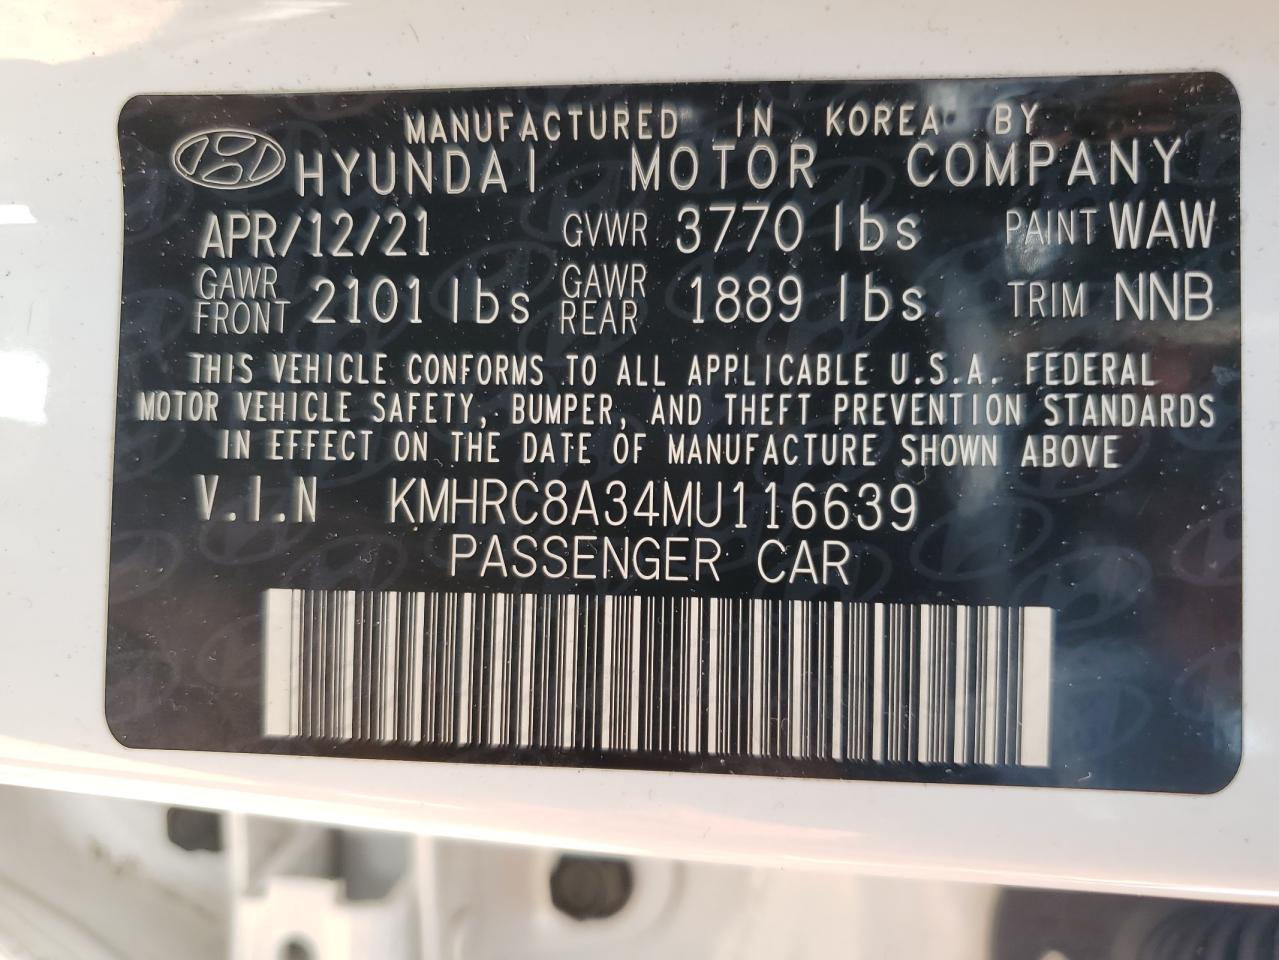 MANUFACTURED IN KOREA BY
HYUNDAI MOTOR COMPANY
APR/12/21 GVWR 3770 lbs PAINT WAW
GAWR FRONT 2101 lbs GAWR REAR 1889 lbs TRIM NNB
THIS VEHICLE CONFORMS TO ALL APPLICABLE U.S.A. FEDERAL
MOTOR VEHICLE SAFETY, BUMPER, AND THEFT PREVENTION STANDARDS
IN EFFECT ON THE DATE OF MANUFACTURE SHOWN ABOVE
V.I.N KMHRC8A34MU116639
PASSENGER CAR